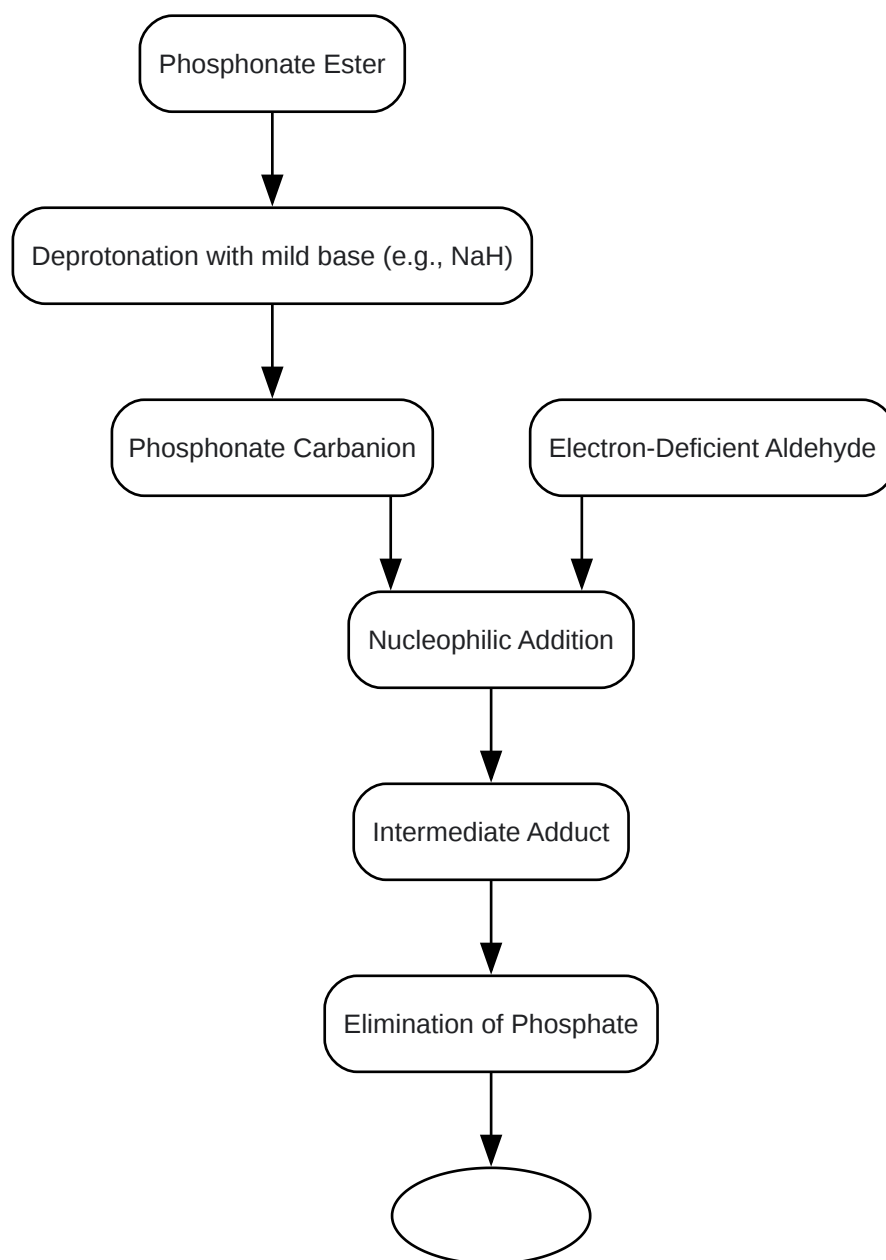 Phosphonate Ester
Deprotonation with mild base (e.g., NaH)
Phosphonate Carbanion
Electron-Deficient Aldehyde
Nucleophilic Addition
Intermediate Adduct
Elimination of Phosphate